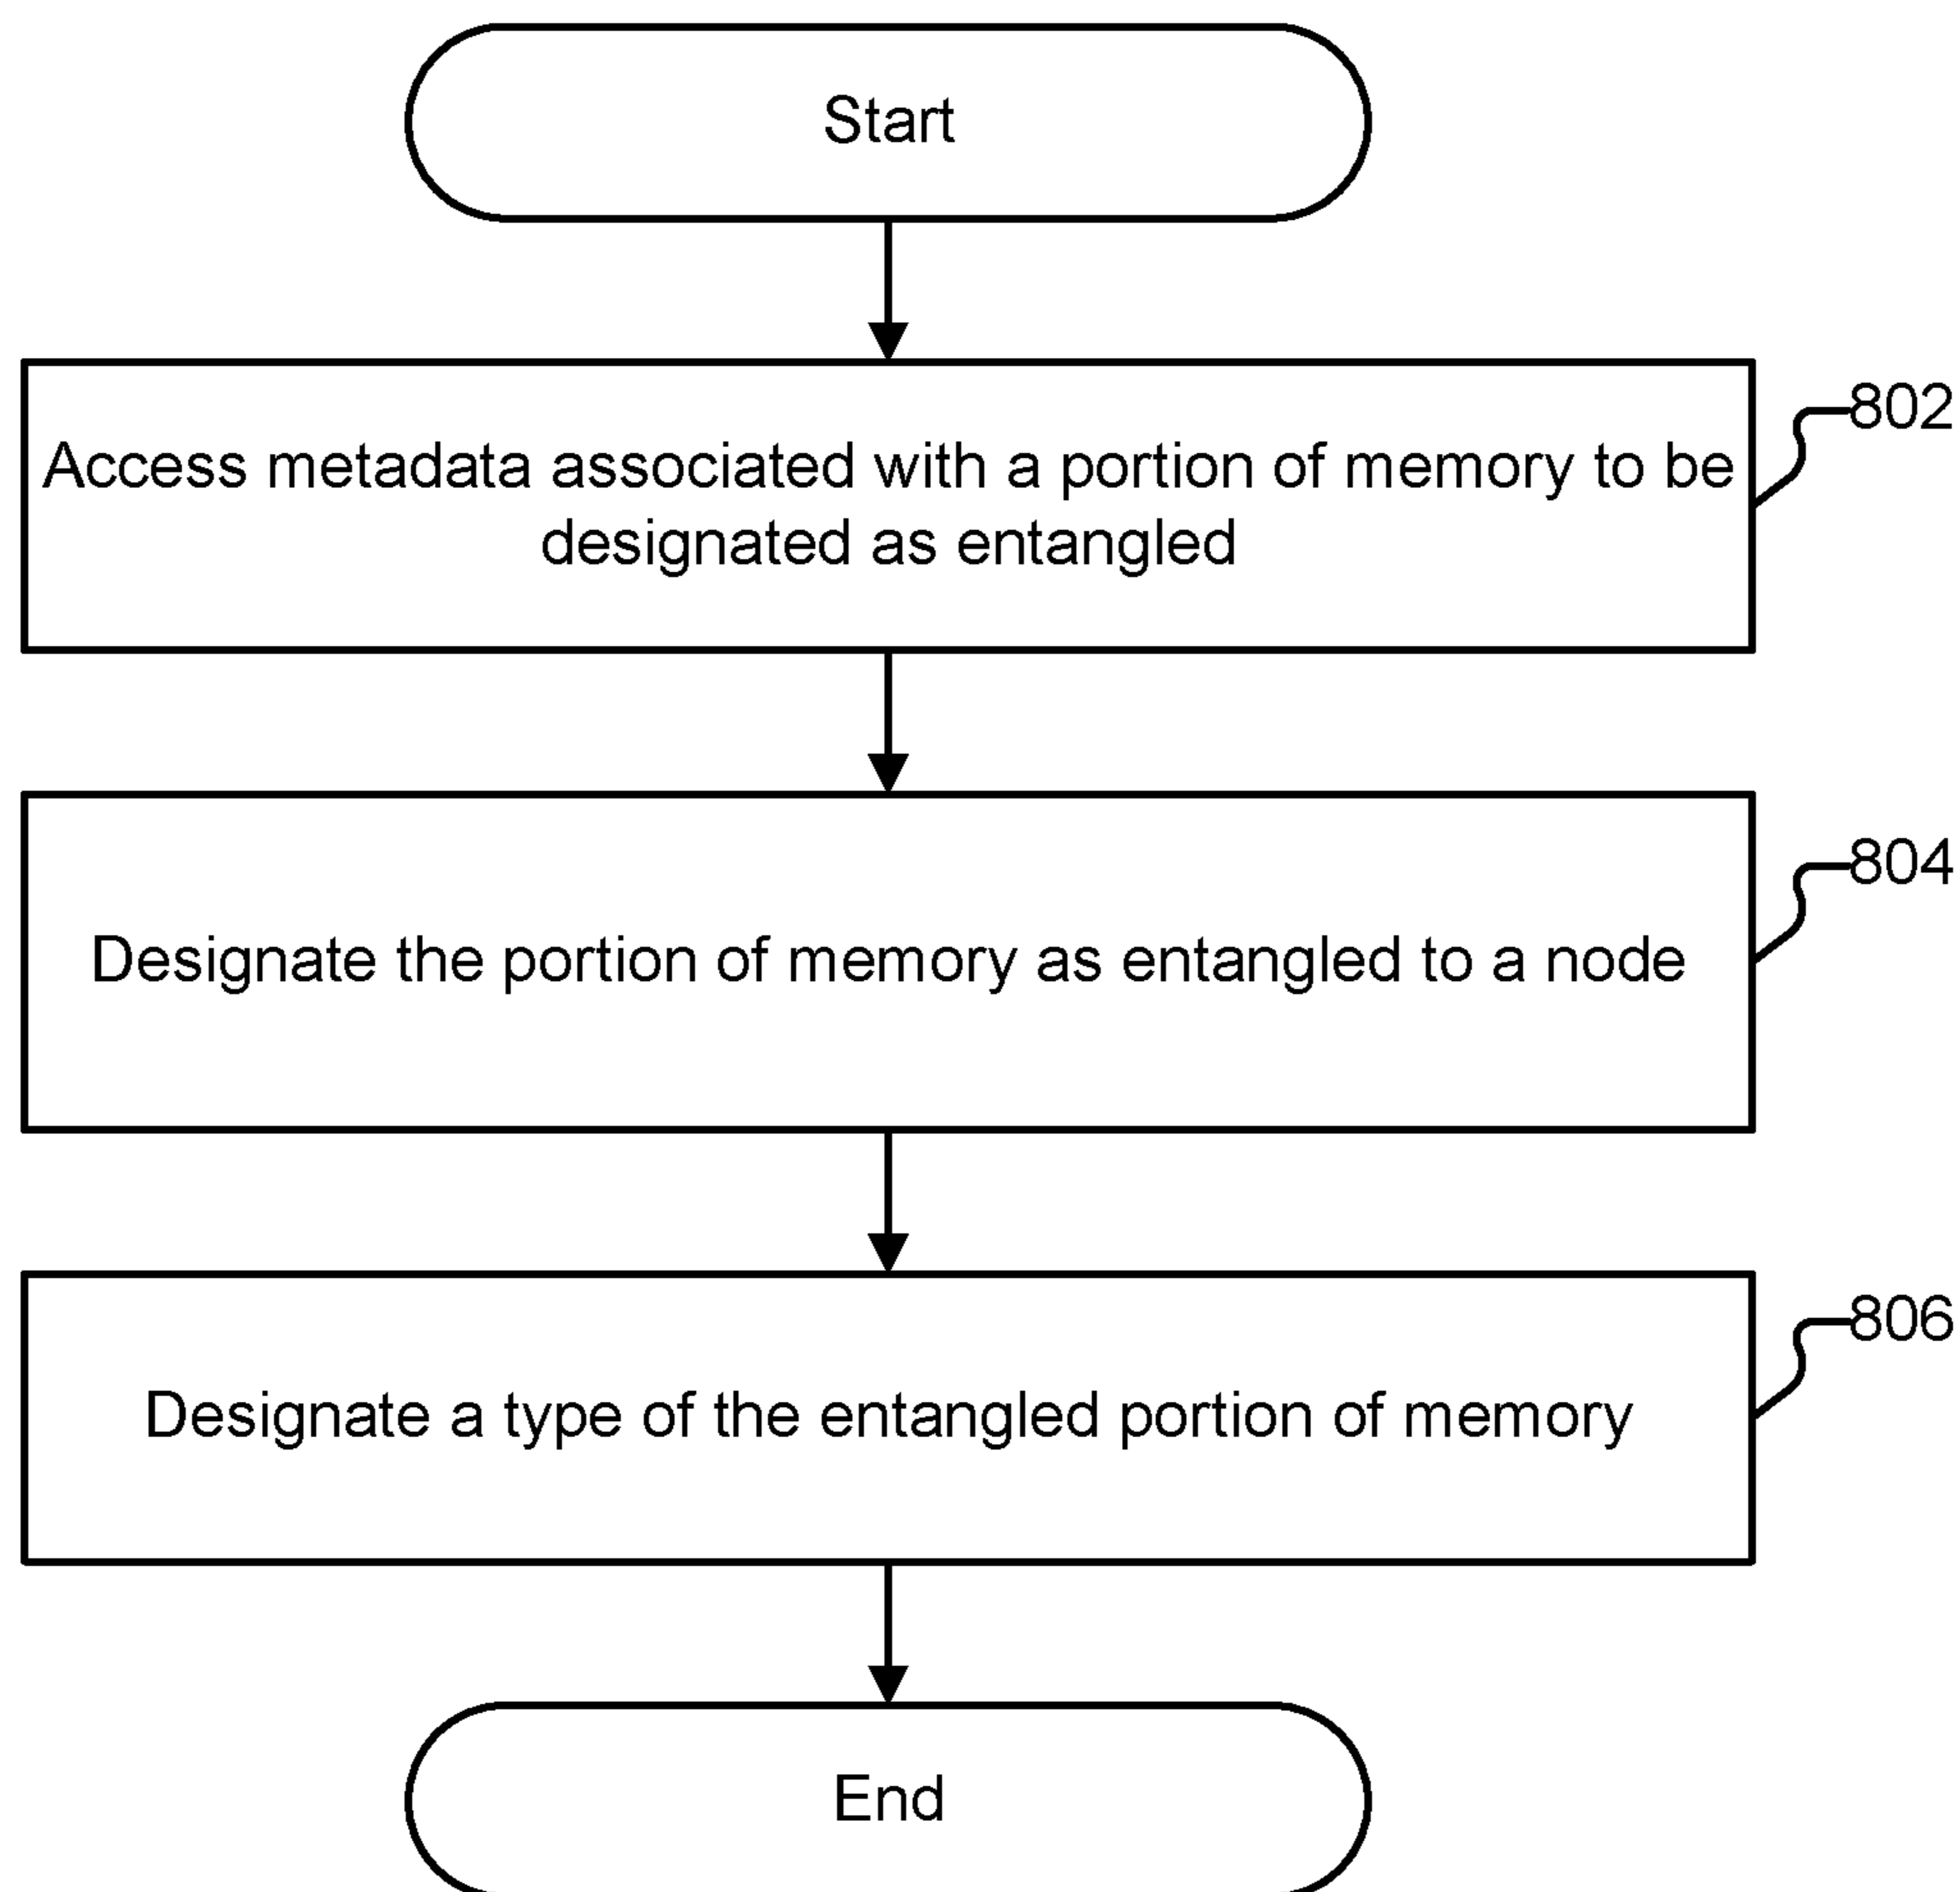 Start
802
Access metadata associated with a portion of memory to be
designated as entangled
804
Designate the portion of memory as entangled to a node
806
Designate a type of the entangled portion of memory
End